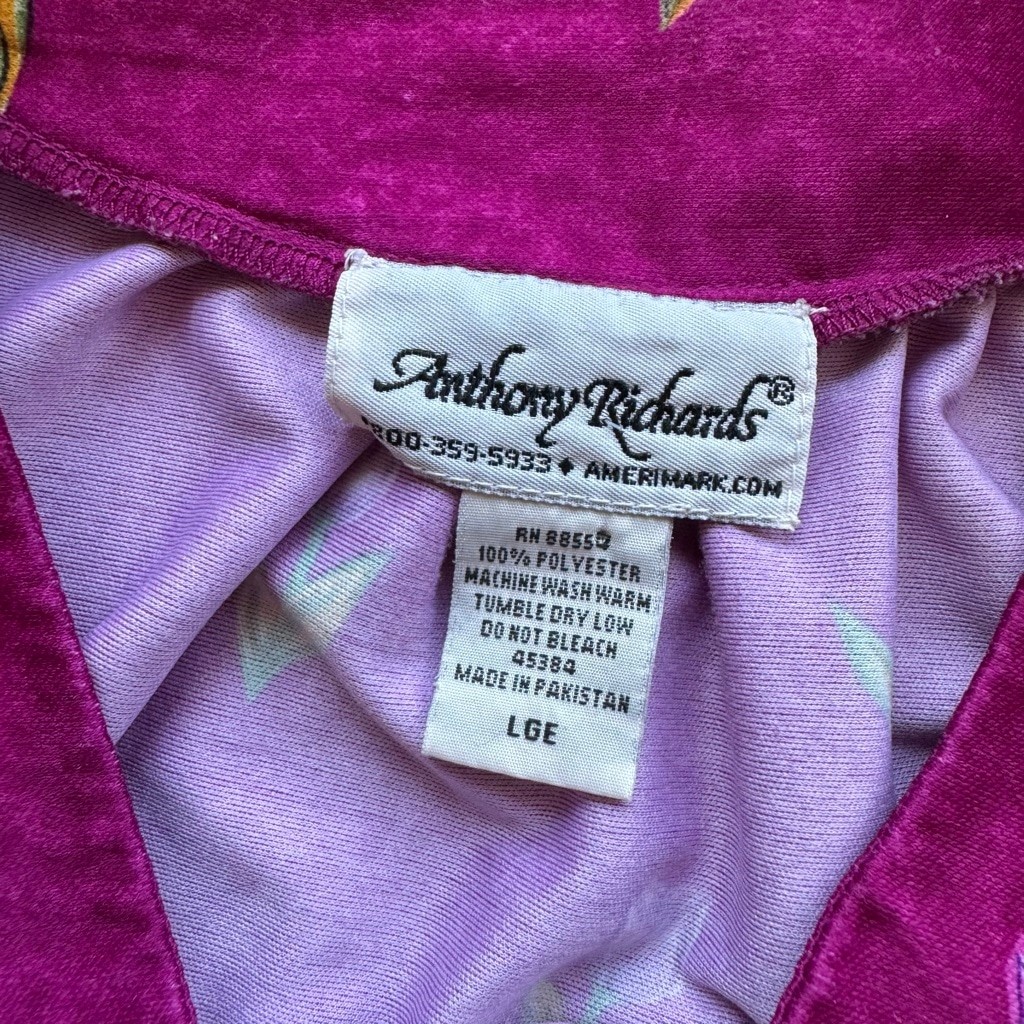 Anthony Richards®
800-359-5933 ♦ AMERIMARK.COM
RN 88559
100% POLYESTER
MACHINE WASH WARM
TUMBLE DRY LOW
DO NOT BLEACH
45384
MADE IN PAKISTAN
LGE